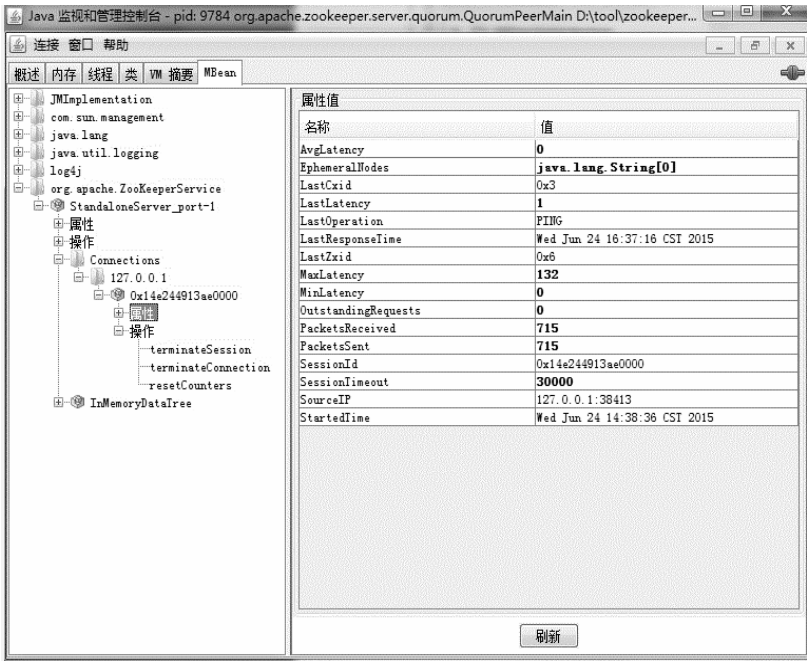 Java 监视和管理控制台 - pid: 9784 org.apache.zookeeper.server.quorum.QuorumPeerMain D:\tool\zookeeper...
连接 窗口 帮助
概述 内存 线程 类 VM 摘要 MBean
JMImplementation
com.sun.management
java.lang
java.util.logging
log4j
org.apache.ZooKeeperService
StandaloneServer_port-1
属性
操作
Connections
127.0.0.1
0x14e244913ae0000
属性
操作
terminateSession
terminateConnection
resetCounters
InMemoryDataTree
属性值
名称 值
AvgLatency 0
EphemeralNodes java.lang.String[0]
LastCxid 0x3
LastLatency 1
LastOperation PING
LastResponseTime Wed Jun 24 16:37:16 CST 2015
LastZxid 0x6
MaxLatency 132
MinLatency 0
OutstandingRequests 0
PacketsReceived 715
PacketsSent 715
SessionId 0x14e244913ae0000
SessionTimeout 30000
SourceIP 127.0.0.1:38413
StartedTime Wed Jun 24 14:38:36 CST 2015
刷新